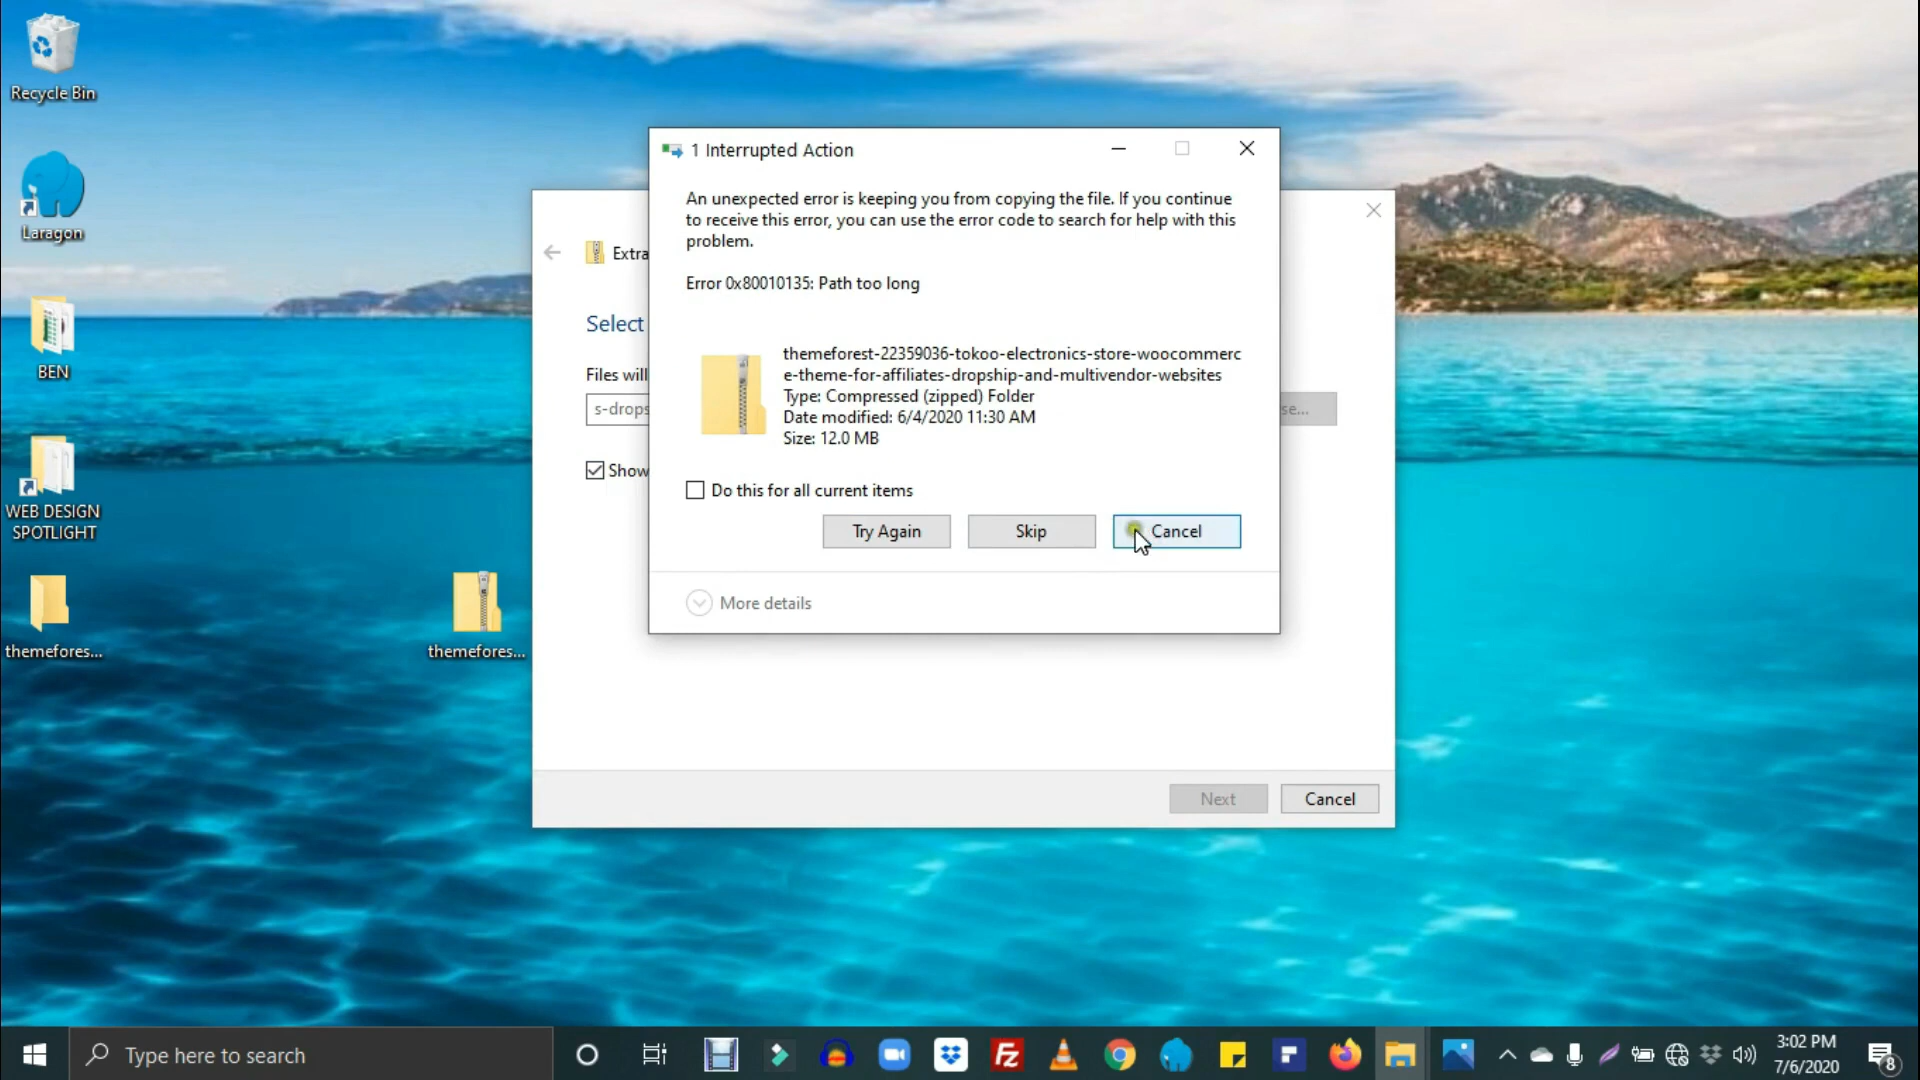 Recycle Bin
Laragon
BEN
WEB DESIGN
SPOTLIGHT
themefores...
themefores...
1 Interrupted Action
An unexpected error is keeping you from copying the file. If you continue
to receive this error, you can use the error code to search for help with this
problem.
Error 0x80010135: Path too long
themeforest-22359036-tokoo-electronics-store-woocommerc
e-theme-for-affiliates-dropship-and-multivendor-websites
Type: Compressed (zipped) Folder
Date modified: 6/4/2020 11:30 AM
Size: 12.0 MB
Do this for all current items
Try Again
Skip
Cancel
More details
Extra
Select
Files will
s-drops
se...
Show
Next
Cancel
Type here to search
Fz
3:02 PM
7/6/2020
8